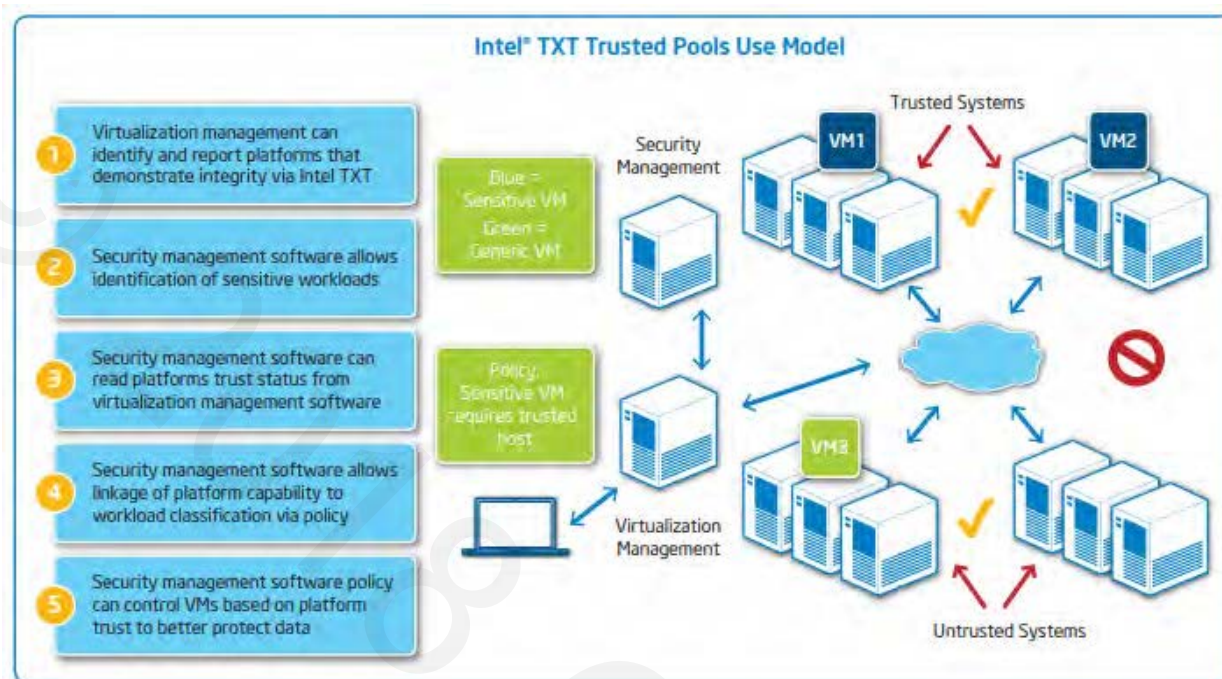 Intel® TXT Trusted Pools Use Model
1
Virtualization management can
identify and report platforms that
demonstrate integrity via Intel TXT
2
Security management software allows
identification of sensitive workloads
3
Security management software can
read platforms trust status from
virtualization management software
4
Security management software allows
linkage of platform capability to
workload classification via policy
5
Security management software policy
can control VMs based on platform
trust to better protect data
Blue =
Sensitive VM
Green =
Generic VM
Policy:
Sensitive VM
requires trusted
host
Security
Management
Virtualization
Management
Trusted Systems
VM1
VM2
VM3
Untrusted Systems